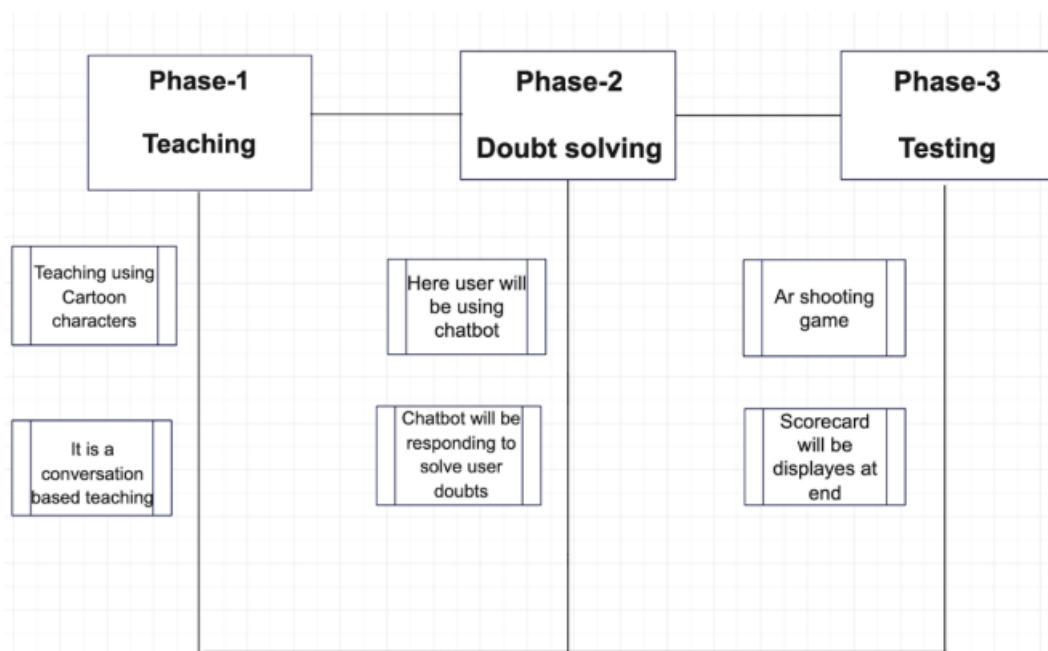 Phase-1
Teaching
Phase-2
Doubt solving
Phase-3
Testing
Teaching using
Cartoon
characters
Here user will
be using
chatbot
Ar shooting
game
It is a
conversation
based teaching
Chatbot will be
responding to
solve user
doubts
Scorecard
will be
displayes at
end